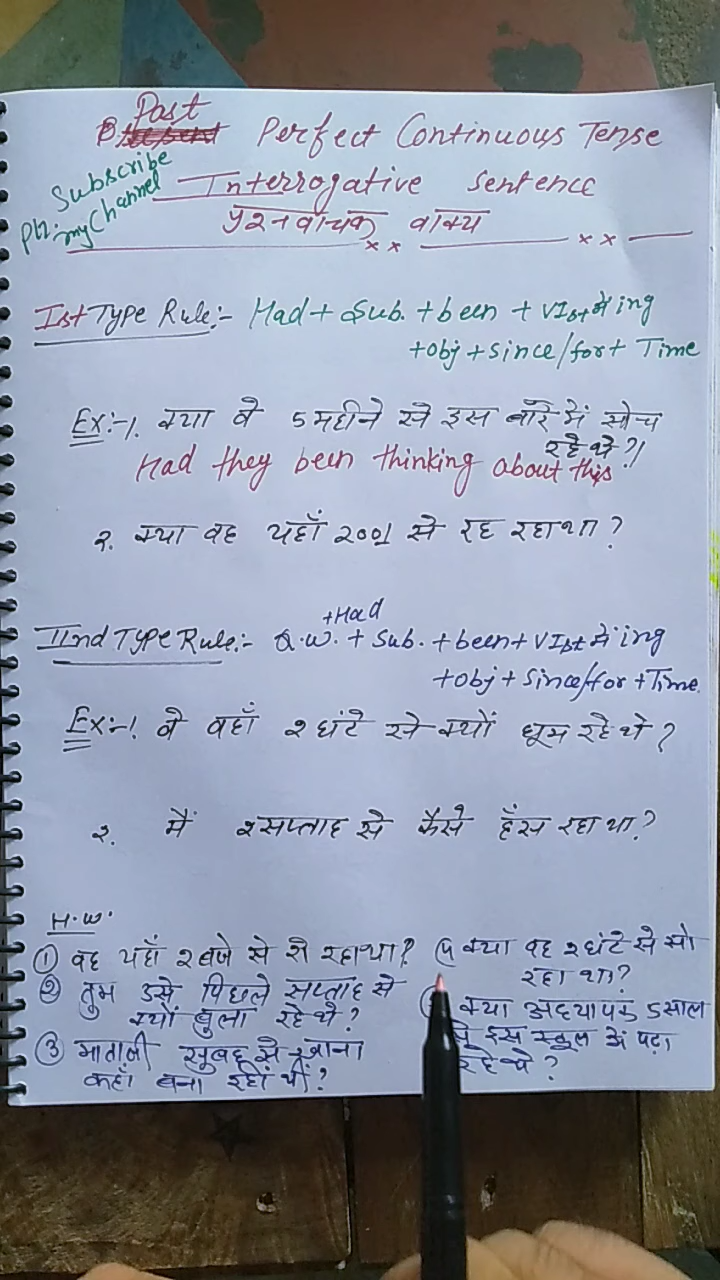 Past
Perfect Continuous Tense
Subscribe
Plz. my Channel
Interrogative Sentence
प्रश्नवाचक वाक्य
Ist Type Rule:- Had + Sub. + been + VIst में ing
+ obj + since/for + Time
Ex:-1. क्या वे 5 महीने से इस बारे में सोच
रहे थे?
Had they been thinking about this
2. क्या वह यहाँ 2001 से रह रहा था?
+Had
IInd Type Rule:- Q.W. + Sub. + been + VIst में ing
+ obj + Since/for + Time.
Ex:-1. वे वहाँ 2 घंटे से क्यों घूम रहे थे?
2. मैं 2 सप्ताह से कैसे हँस रहा था?
H.W.
① वह यहाँ 2 बजे से रो रहा था?
② तुम उसे पिछले सप्ताह से
क्यों बुला रहे थे?
③ माताजी सुबह से खाना
कहाँ बना रहीं थीं?
4 क्या वह 2 घंटे से सो
रहा था?
क्या अध्यापक 5 साल
से इस स्कूल में पढ़ा
रहे थे?